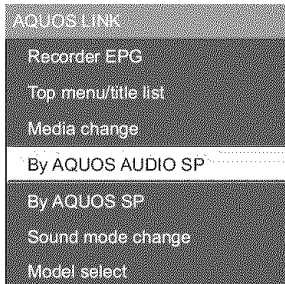 AQUOS LINK
Recorder EPG
Top menu/title list
Media change
By AQUOS AUDIO SP
By AQUOS SP
Sound mode change
Model select